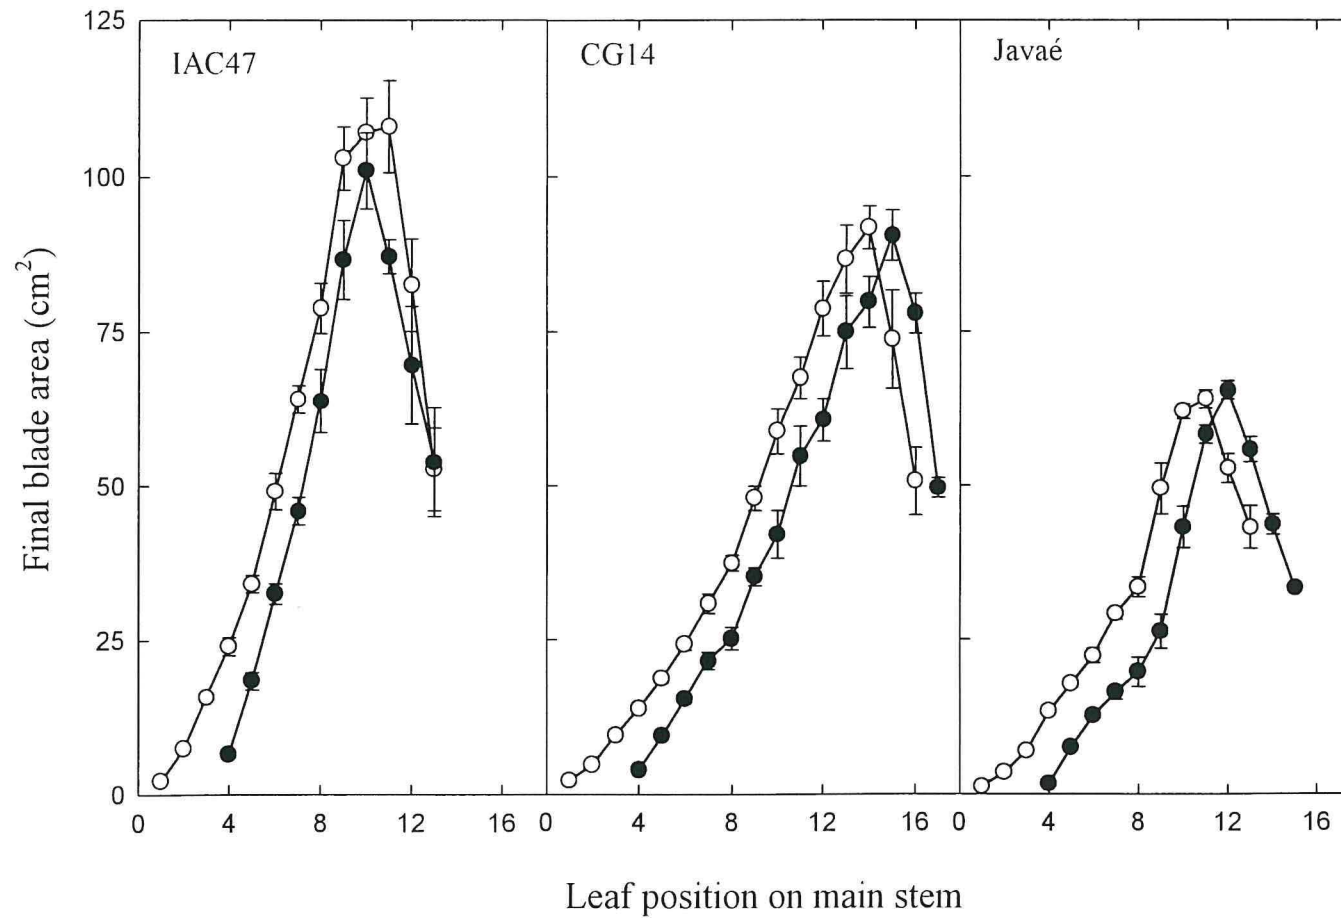 125
100
75
50
25
0
Final blade area (cm²)
IAC47
CG14
Javaé
0 4 8 12 16 0 4 8 12 16 0 4 8 12 16
Leaf position on main stem